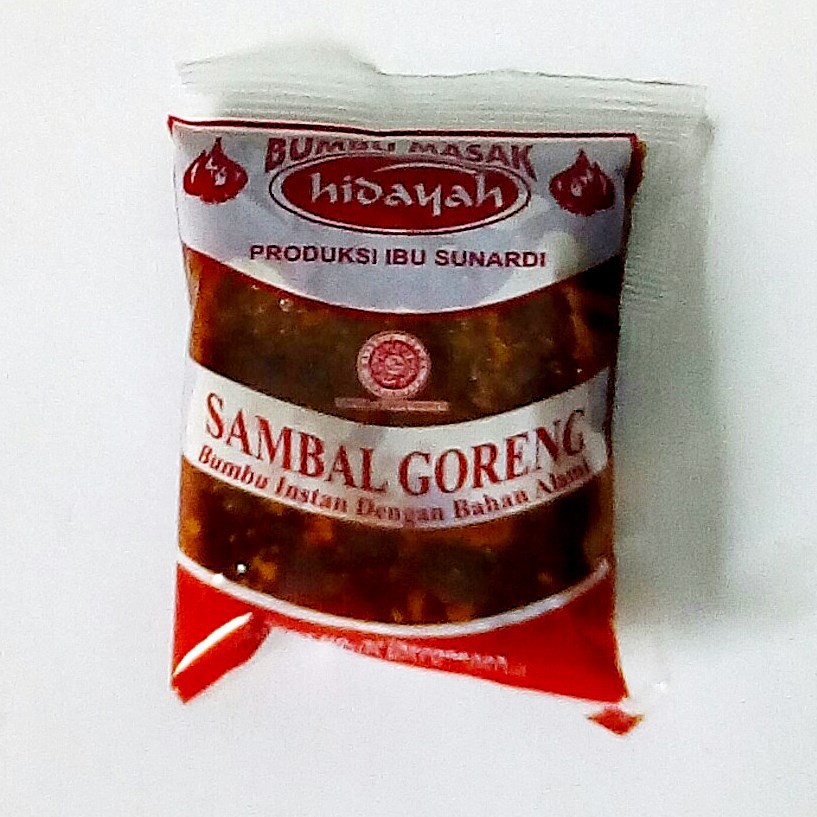 BUMBU MASAK
hidayah
PRODUKSI IBU SUNARDI
SAMBAL GORENG
Bumbu Instan Dengan Bahan Alami